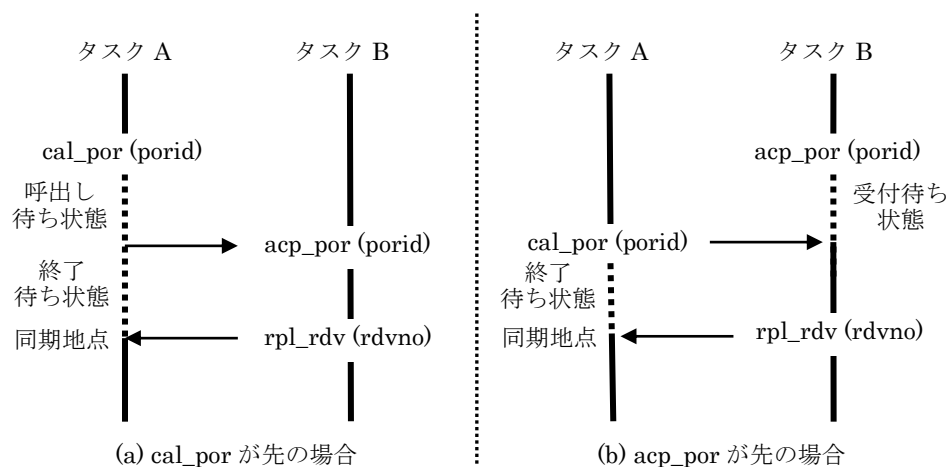 タスク A
タスク B
cal_por (porid)
呼出し
待ち状態
acp_por (porid)
終了
待ち状態
同期地点
rpl_rdv (rdvno)
(a) cal_por が先の場合
タスク A
タスク B
acp_por (porid)
受付待ち
状態
cal_por (porid)
終了
待ち状態
同期地点
rpl_rdv (rdvno)
(b) acp_por が先の場合